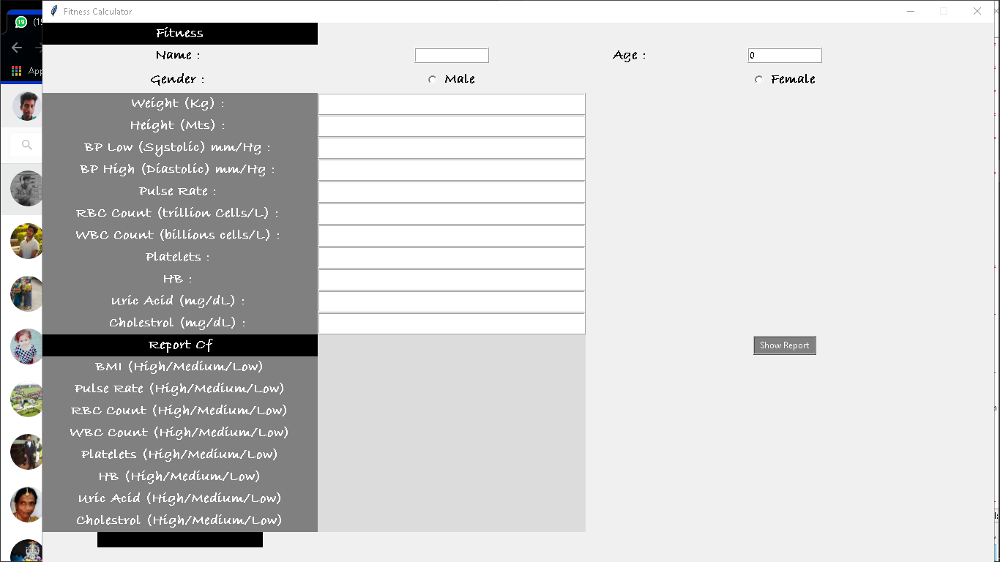 Fitness Calculator
19 (19
Fitness
Name : Age : 0
App
Gender : Male Female
Weight (Kg) :
Height (Mts) :
BP Low (Systolic) mm/Hg :
BP High (Diastolic) mm/Hg :
Pulse Rate :
RBC Count (trillion Cells/L) :
WBC Count (billions cells/L) :
Platelets :
HB :
Uric Acid (mg/dL) :
Cholestrol (mg/dL) :
Report Of Show Report
BMI (High/Medium/Low)
Pulse Rate (High/Medium/Low)
RBC Count (High/Medium/Low)
WBC Count (High/Medium/Low)
Platelets (High/Medium/Low)
HB (High/Medium/Low)
Uric Acid (High/Medium/Low)
Cholestrol (High/Medium/Low)